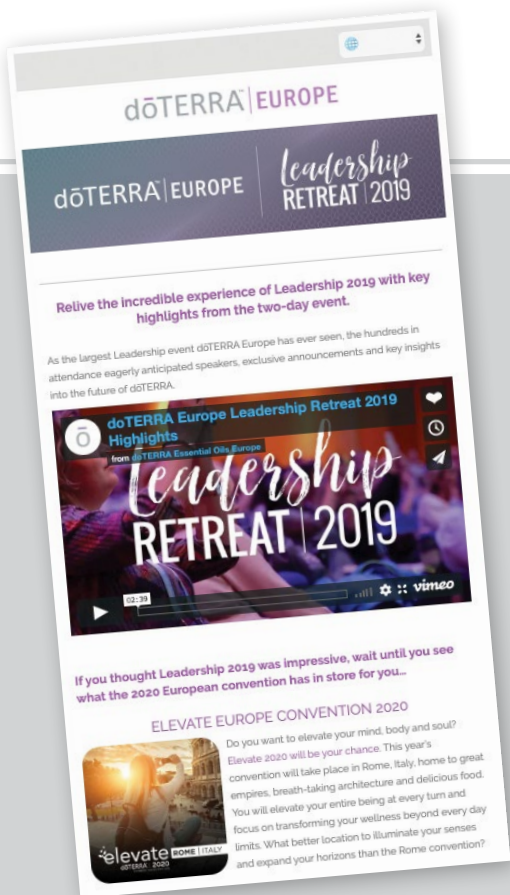 dōTERRA™ | EUROPE
dōTERRA™ | EUROPE
Leadership
RETREAT | 2019
Relive the incredible experience of Leadership 2019 with key
highlights from the two-day event.
As the largest Leadership event dōTERRA Europe has ever seen, the hundreds in
attendance eagerly anticipated speakers, exclusive announcements and key insights
into the future of dōTERRA.
ō
doTERRA Europe Leadership Retreat 2019
Highlights
from doTERRA Essential Oils Europe
Leadership
RETREAT | 2019
02:39
vimeo
If you thought Leadership 2019 was impressive, wait until you see
what the 2020 European convention has in store for you...
ELEVATE EUROPE CONVENTION 2020
Do you want to elevate your mind, body and soul?
Elevate 2020 will be your chance. This year's
convention will take place in Rome, Italy, home to great
empires, breath-taking architecture and delicious food.
You will elevate your entire being at every turn and
focus on transforming your wellness beyond every day
limits. What better location to illuminate your senses
and expand your horizons than the Rome convention?
elevate ROME | ITALY
dōTERRA 2020